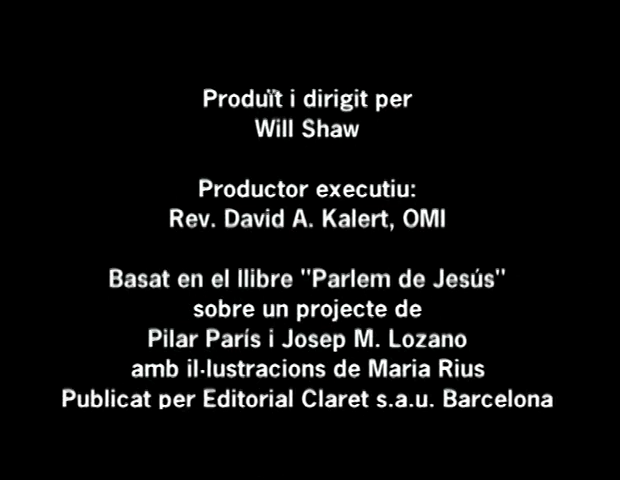 Produït i dirigit per
Will Shaw
Productor executiu:
Rev. David A. Kalert, OMI
Basat en el llibre "Parlem de Jesús"
sobre un projecte de
Pilar París i Josep M. Lozano
amb il·lustracions de Maria Rius
Publicat per Editorial Claret s.a.u. Barcelona